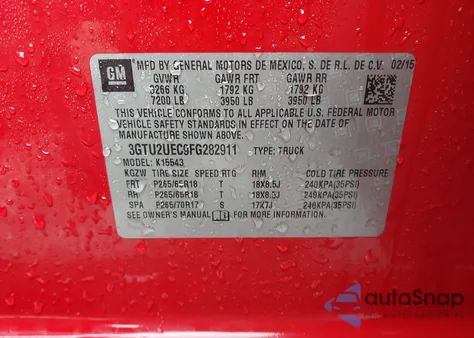 GM
MFD BY GENERAL MOTORS DE MEXICO, S. DE R.L. DE C.V. 02/15
GVWR GAWR FRT GAWR RR
3266 KG 1792 KG 1792 KG
7200 LB 3950 LB 3950 LB
THIS VEHICLE CONFORMS TO ALL APPLICABLE U.S. FEDERAL MOTOR
VEHICLE SAFETY STANDARDS IN EFFECT ON THE DATE OF
MANUFACTURE SHOWN ABOVE.
3GTU2UEC9FG282911 TYPE: TRUCK
MODEL: K15543
KGZW TIRE SIZE SPEED RTG RIM COLD TIRE PRESSURE
FRT P265/65R18 T 18X8.5J 240KPA(35PSI)
RR P265/65R18 T 18X8.5J 240KPA(35PSI)
SPA P265/70R17 S 17X7J 240KPA(35PSI)
SEE OWNER'S MANUAL FOR MORE INFORMATION.
autoSnap